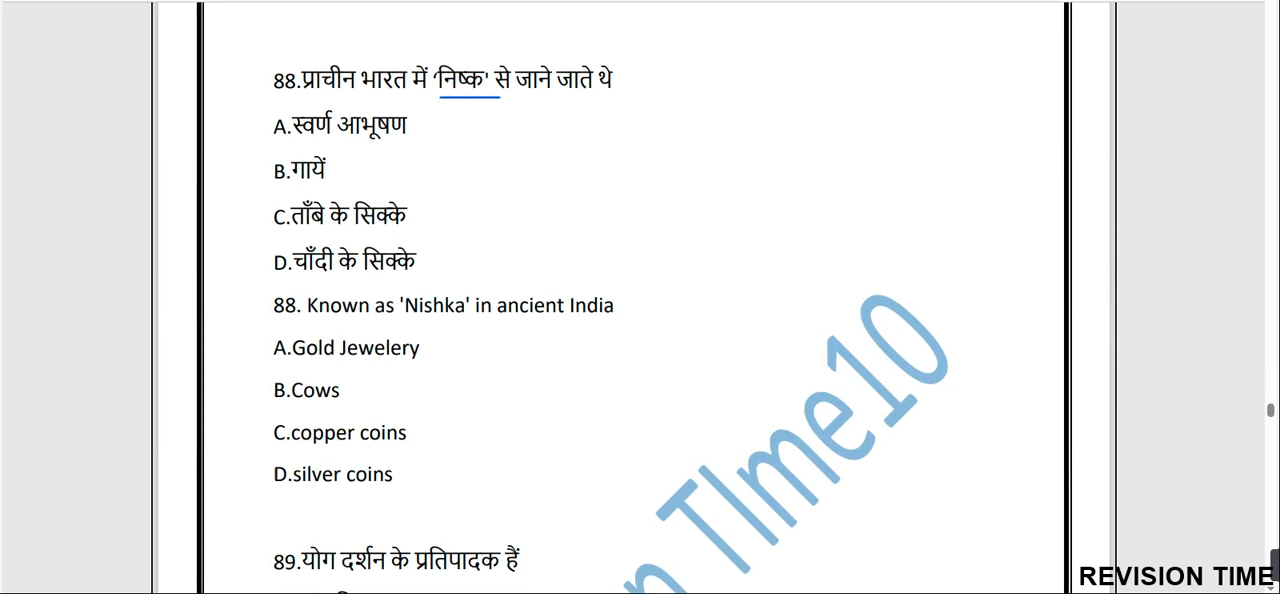 88.प्राचीन भारत में ‘निष्क' से जाने जाते थे
A.स्वर्ण आभूषण
B.गायें
C.ताँबे के सिक्के
D.चाँदी के सिक्के
88. Known as 'Nishka' in ancient India
A.Gold Jewelery
B.Cows
C.copper coins
D.silver coins
TIme10
89.योग दर्शन के प्रतिपादक हैं
REVISION TIME